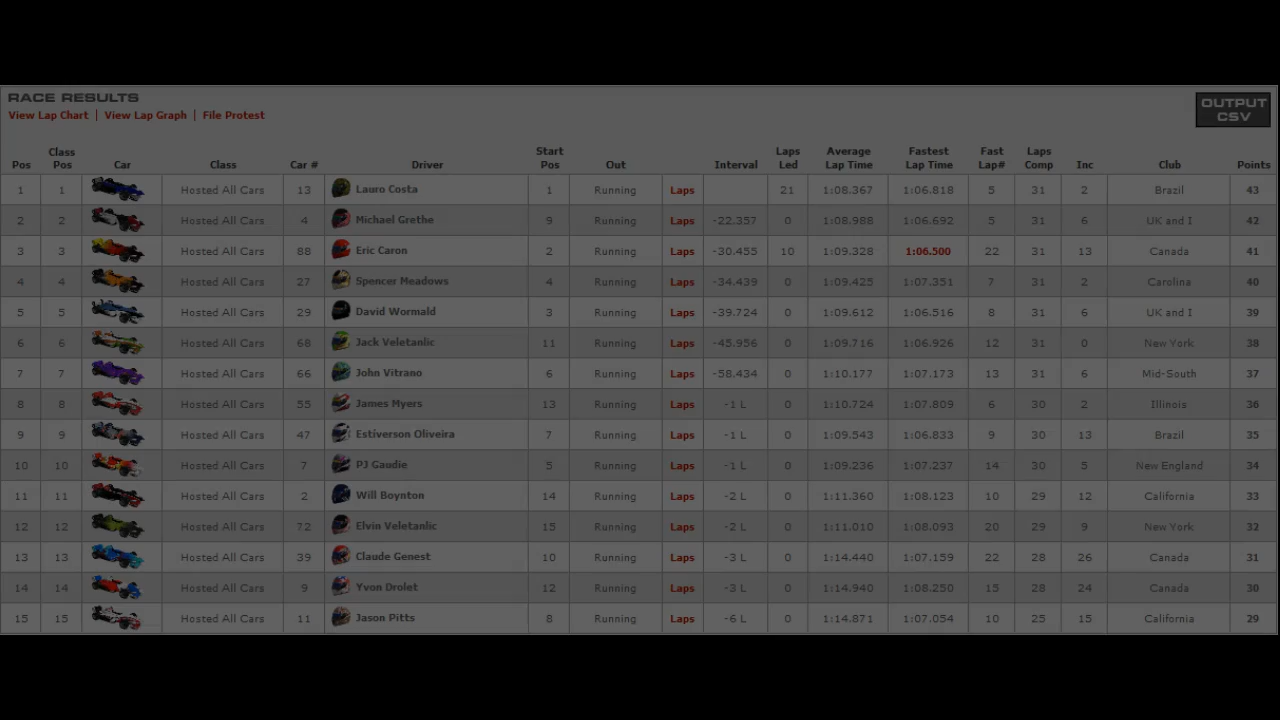 RACE RESULTS
View Lap Chart | View Lap Graph | File Protest
OUTPUT CSV
Pos Class Pos Car Class Car # Driver Start Pos Out Interval Laps Led Average Lap Time Fastest Lap Time Fast Lap# Laps Comp Inc Club Points
1 1 Hosted All Cars 13 Lauro Costa 1 Running Laps 21 1:08.367 1:06.818 5 31 2 Brazil 43
2 2 Hosted All Cars 4 Michael Grethe 9 Running Laps -22.357 0 1:08.988 1:06.692 5 31 6 UK and I 42
3 3 Hosted All Cars 88 Eric Caron 2 Running Laps -30.455 10 1:09.328 1:06.500 22 31 13 Canada 41
4 4 Hosted All Cars 27 Spencer Meadows 4 Running Laps -34.439 0 1:09.425 1:07.351 7 31 2 Carolina 40
5 5 Hosted All Cars 29 David Wormald 3 Running Laps -39.724 0 1:09.612 1:06.516 8 31 6 UK and I 39
6 6 Hosted All Cars 68 Jack Veletanlic 11 Running Laps -45.956 0 1:09.716 1:06.926 12 31 0 New York 38
7 7 Hosted All Cars 66 John Vitrano 6 Running Laps -58.434 0 1:10.177 1:07.173 13 31 6 Mid-South 37
8 8 Hosted All Cars 55 James Myers 13 Running Laps -1 L 0 1:10.724 1:07.809 6 30 2 Illinois 36
9 9 Hosted All Cars 47 Estiverson Oliveira 7 Running Laps -1 L 0 1:09.543 1:06.833 9 30 13 Brazil 35
10 10 Hosted All Cars 7 PJ Gaudie 5 Running Laps -1 L 0 1:09.236 1:07.237 14 30 5 New England 34
11 11 Hosted All Cars 2 Will Boynton 14 Running Laps -2 L 0 1:11.360 1:08.123 10 29 12 California 33
12 12 Hosted All Cars 72 Elvin Veletanlic 15 Running Laps -2 L 0 1:11.010 1:08.093 20 29 9 New York 32
13 13 Hosted All Cars 39 Claude Genest 10 Running Laps -3 L 0 1:14.440 1:07.159 22 28 26 Canada 31
14 14 Hosted All Cars 9 Yvon Drolet 12 Running Laps -3 L 0 1:14.940 1:08.250 15 28 24 Canada 30
15 15 Hosted All Cars 11 Jason Pitts 8 Running Laps -6 L 0 1:14.871 1:07.054 10 25 15 California 29